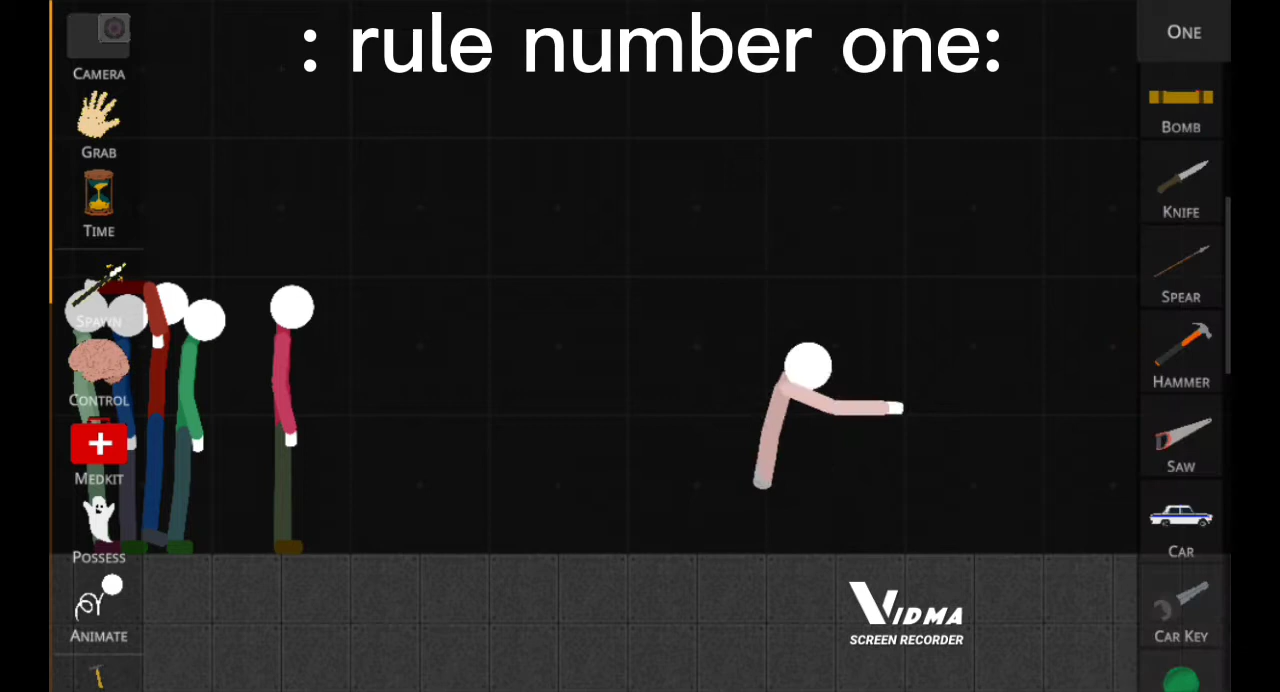 : rule number one:
CAMERA
GRAB
TIME
SPAWN
CONTROL
MEDKIT
POSSESS
ANIMATE
ONE
BOMB
KNIFE
SPEAR
HAMMER
SAW
CAR
CAR KEY
VIDMA
SCREEN RECORDER